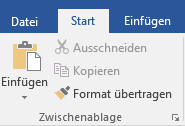 Datei Start Einfügen
Ausschneiden
Kopieren
Einfügen
Format übertragen
Zwischenablage